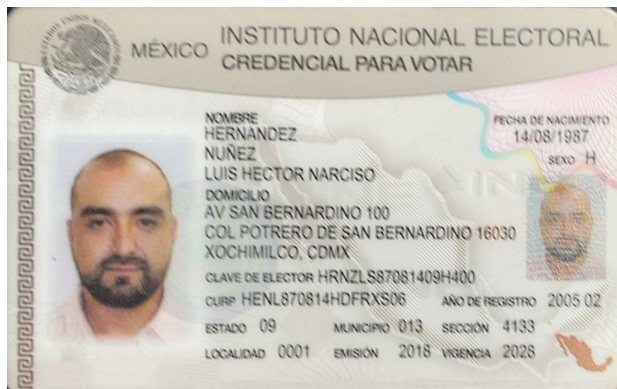 MÉXICO
INSTITUTO NACIONAL ELECTORAL
CREDENCIAL PARA VOTAR
NOMBRE
HERNANDEZ
NUÑEZ
LUIS HECTOR NARCISO
FECHA DE NACIMIENTO
14/08/1987
SEXO H
DOMICILIO
AV SAN BERNARDINO 100
COL POTRERO DE SAN BERNARDINO 16030
XOCHIMILCO, CDMX
CLAVE DE ELECTOR HRNZLS87081409H400
CURP HENL870814HDFRXS06 AÑO DE REGISTRO 2005 02
ESTADO 09 MUNICIPIO 013 SECCIÓN 4133
LOCALIDAD 0001 EMISIÓN 2018 VIGENCIA 2028